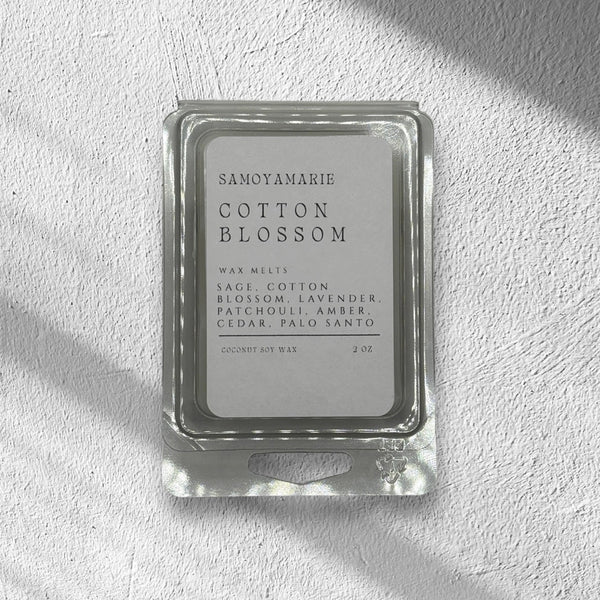 SAMOYAMARIE
COTTON
BLOSSOM
WAX MELTS
SAGE, COTTON
BLOSSOM, LAVENDER,
PATCHOULI, AMBER,
CEDAR, PALO SANTO
COCONUT SOY WAX 2 OZ